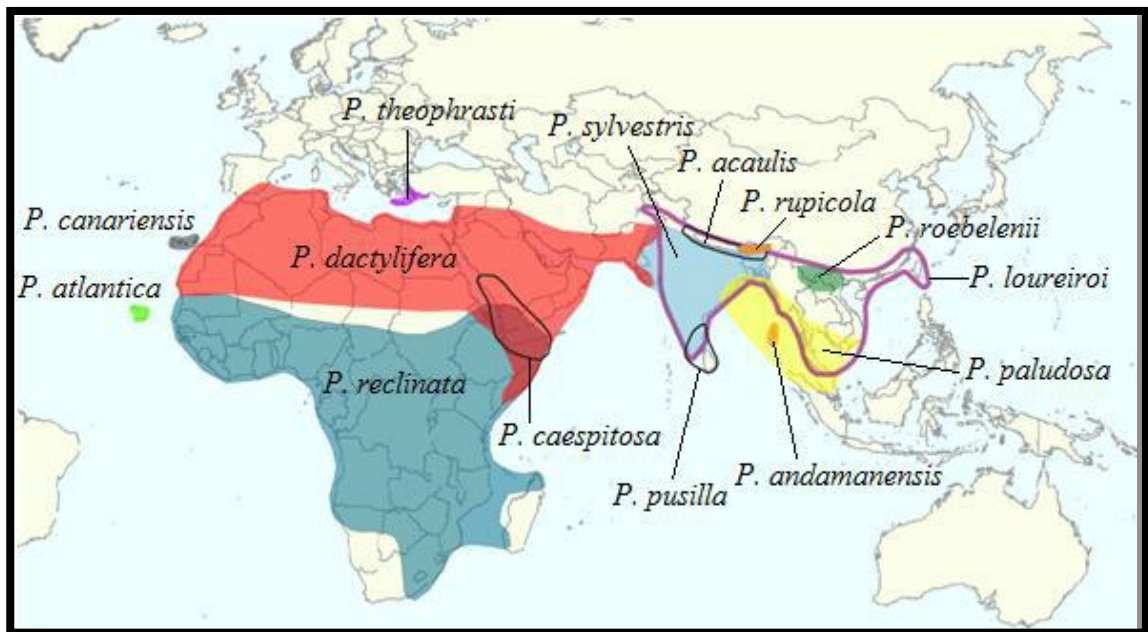 P. theophrasti
P. sylvestris
P. acaulis
P. rupicola
P. canariensis
P. roebelenii
P. dactylifera
P. atlantica
P. loureiroi
P. reclinata
P. paludosa
P. caespitosa
P. andamanensis
P. pusilla